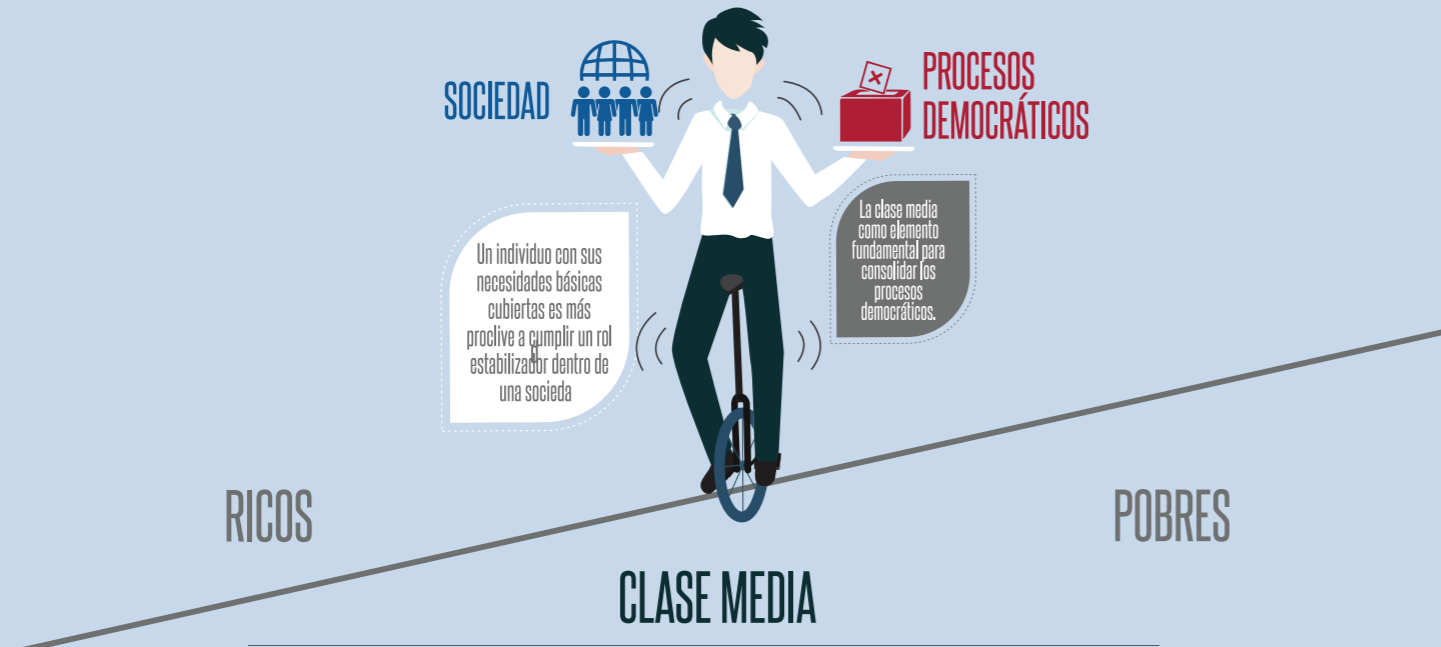 SOCIEDAD
PROCESOS
DEMOCRÁTICOS
Un individuo con sus
necesidades básicas
cubiertas es más
proclive a cumplir un rol
estabilizador dentro de
una socieda
La clase media
como elemento
fundamental para
consolidar los
procesos
democráticos.
RICOS
POBRES
CLASE MEDIA